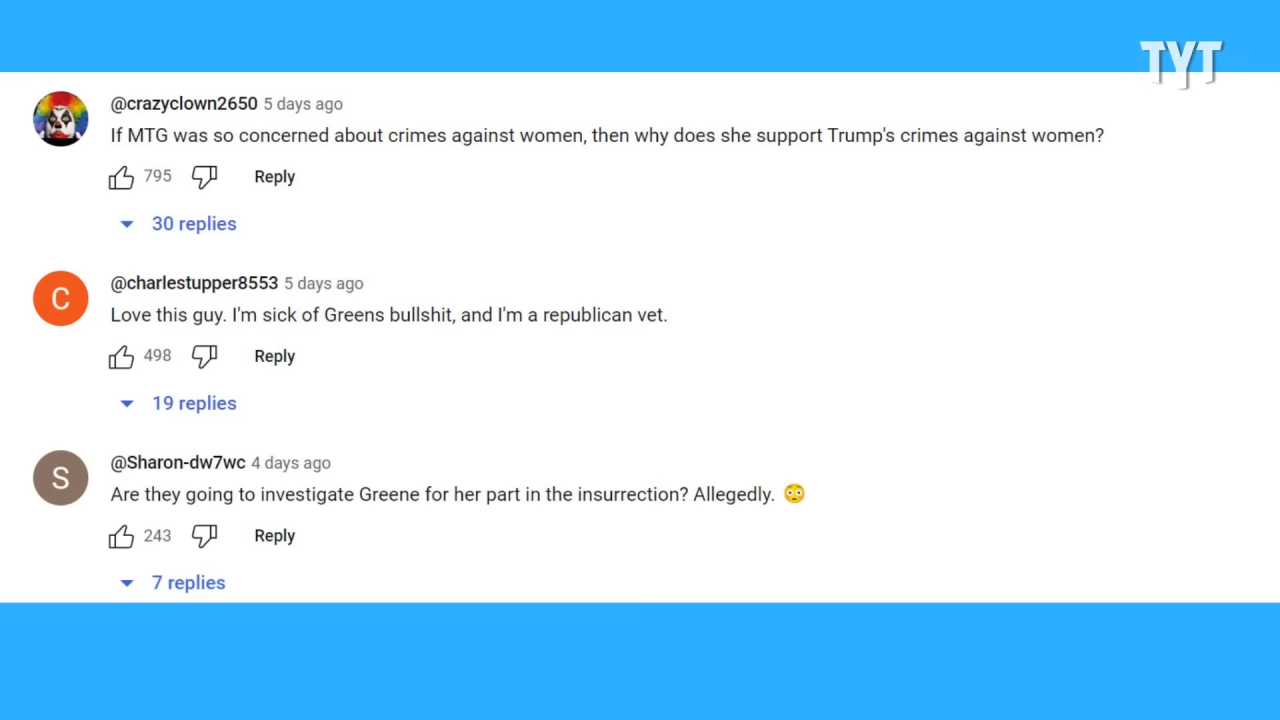 TYT
@crazyclown2650 5 days ago
If MTG was so concerned about crimes against women, then why does she support Trump's crimes against women?
795 Reply
30 replies
C
@charlestupper8553 5 days ago
Love this guy. I'm sick of Greens bullshit, and I'm a republican vet.
498 Reply
19 replies
S
@Sharon-dw7wc 4 days ago
Are they going to investigate Greene for her part in the insurrection? Allegedly. 😳
243 Reply
7 replies